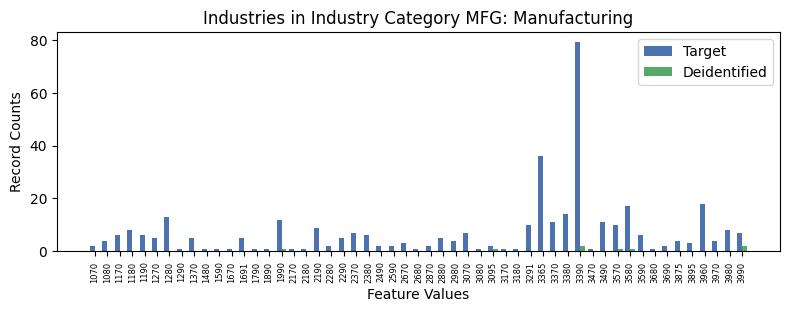 Industries in Industry Category MFG: Manufacturing
80
60
40
20
0
Record Counts
Target
Deidentified
1070 1080 1170 1180 1190 1270 1280 1290 1370 1480 1590 1670 1691 1790 1890 1990 2170 2180 2190 2280 2290 2370 2380 2490 2590 2670 2680 2870 2880 2980 3070 3080 3095 3170 3180 3291 3365 3370 3380 3390 3470 3490 3570 3580 3590 3680 3690 3875 3895 3960 3970 3980 3990
Feature Values